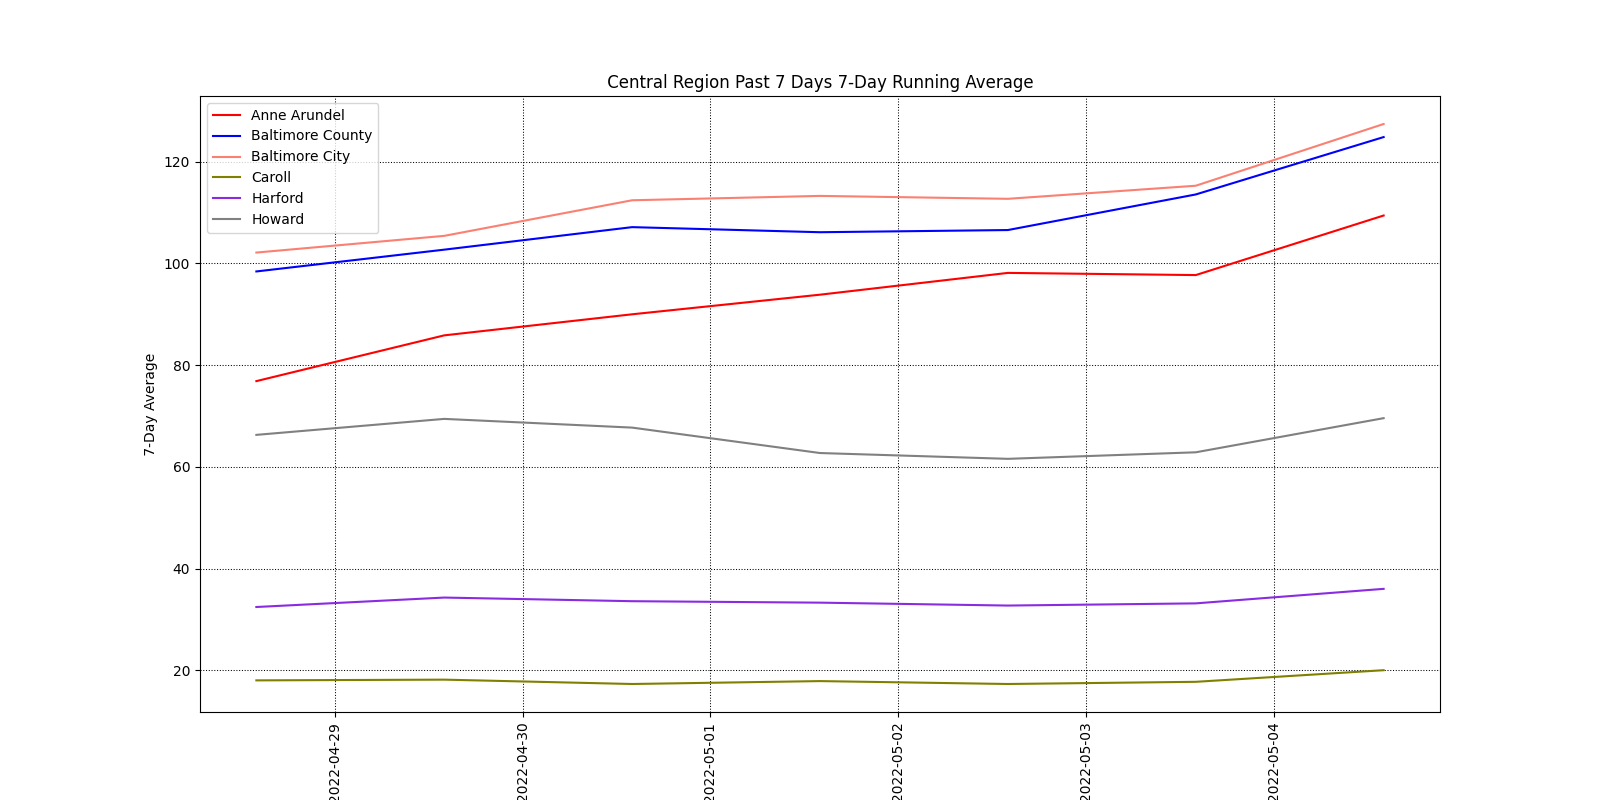 Central Region Past 7 Days 7-Day Running Average
Anne Arundel
Baltimore County
Baltimore City
Caroll
Harford
Howard
7-Day Average
120
100
80
60
40
20
2022-04-29
2022-04-30
2022-05-01
2022-05-02
2022-05-03
2022-05-04